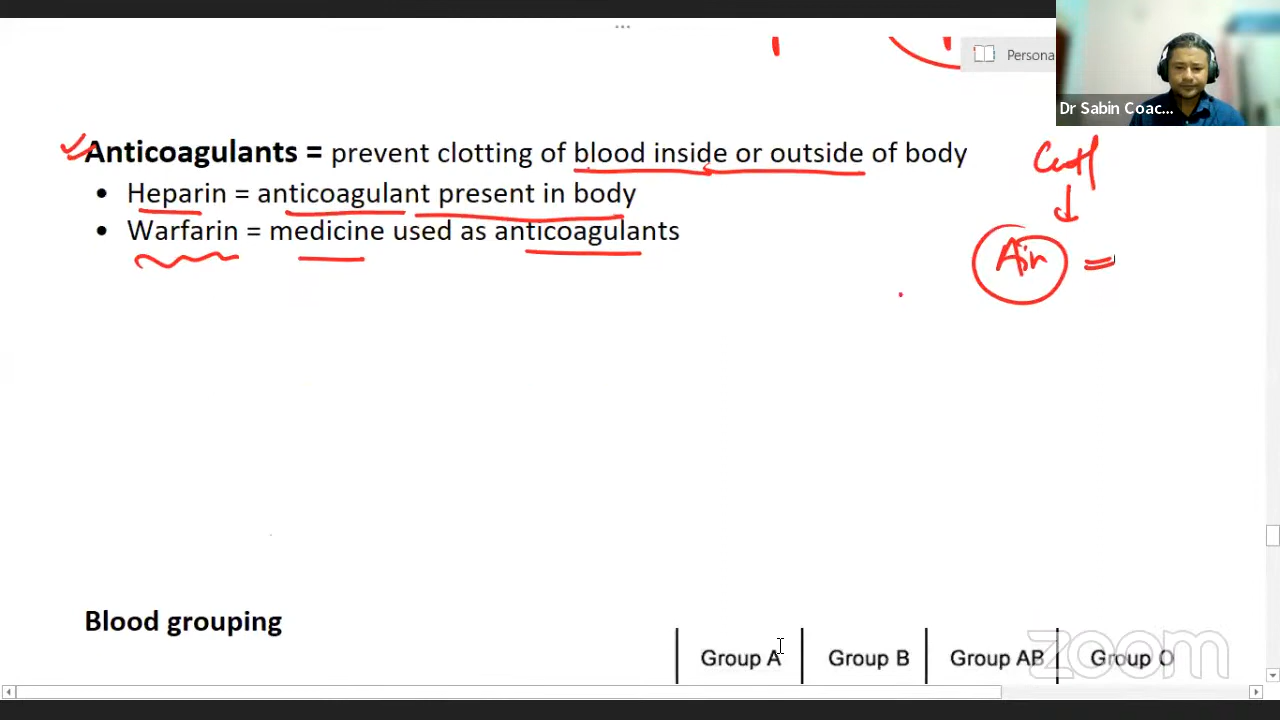 Persona
Dr Sabin Coac...
Anticoagulants = prevent clotting of blood inside or outside of body
• Heparin = anticoagulant present in body
• Warfarin = medicine used as anticoagulants
Air =
Blood grouping
Group A Group B Group AB Group O
zoom